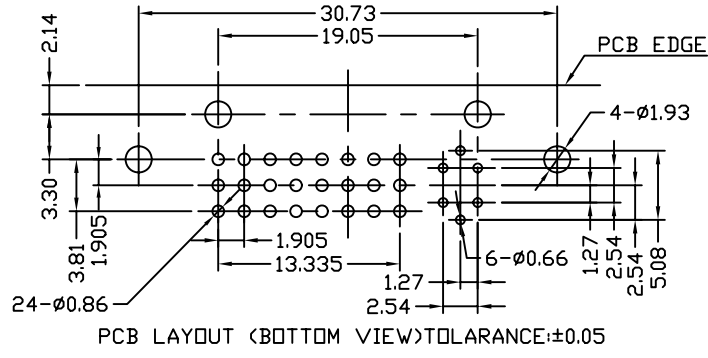 30.73
19.05
2.14
PCB EDGE
4-Ø1.93
3.30
3.81
1.905
1.905
13.335
24-Ø0.86
6-Ø0.66
1.27
2.54
1.27
2.54
2.54
5.08
PCB LAYOUT (BOTTOM VIEW)TOLARANCE:±0.05